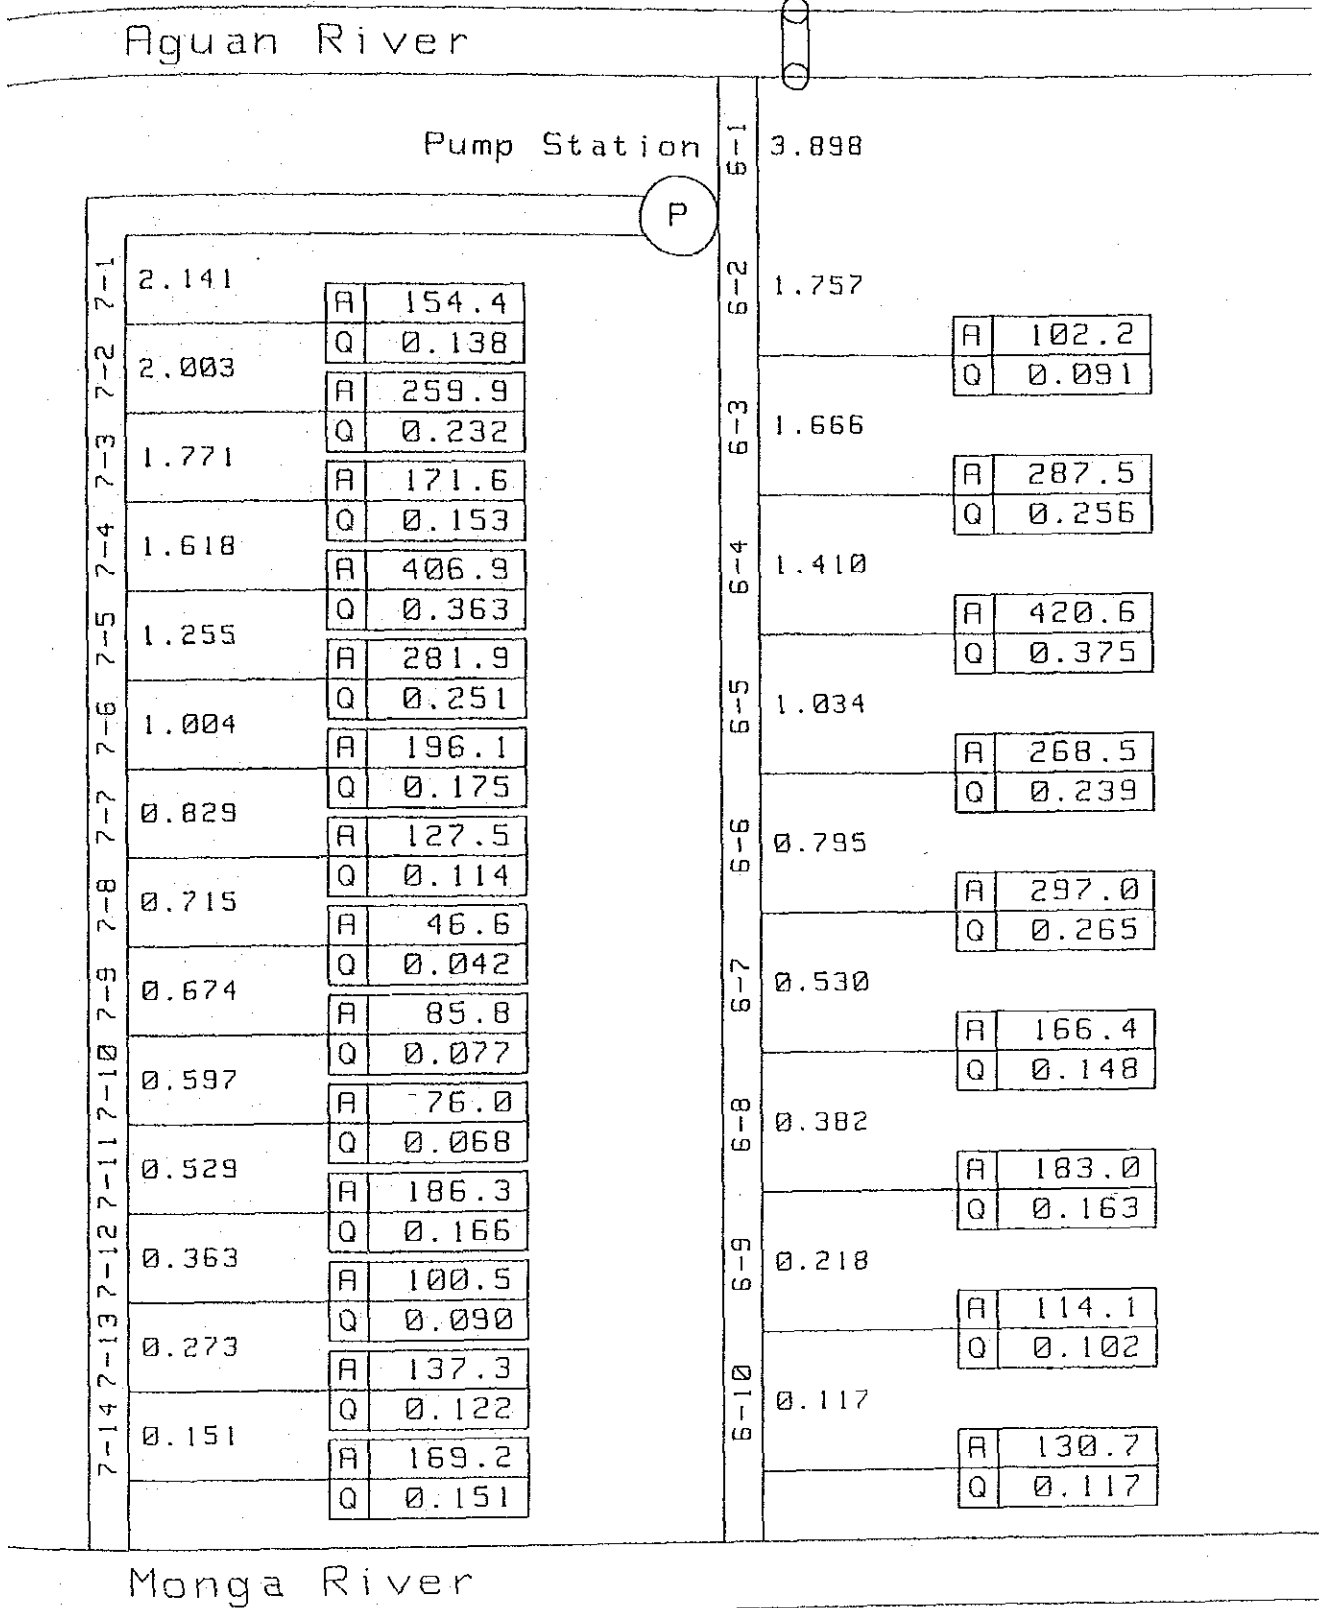 Aguan River
Pump Station
P
6-1
3.898
7-1
2.141
A 154.4
Q 0.138
7-2
2.003
A 259.9
Q 0.232
7-3
1.771
A 171.6
Q 0.153
7-4
1.618
A 406.9
Q 0.363
7-5
1.255
A 281.9
Q 0.251
7-6
1.004
A 196.1
Q 0.175
7-7
0.829
A 127.5
Q 0.114
7-8
0.715
A 46.6
Q 0.042
7-9
0.674
A 85.8
Q 0.077
7-10
0.597
A 76.0
Q 0.068
7-11
0.529
A 186.3
Q 0.166
7-12
0.363
A 100.5
Q 0.090
7-13
0.273
A 137.3
Q 0.122
7-14
0.151
A 169.2
Q 0.151
6-2
1.757
A 102.2
Q 0.091
6-3
1.666
A 287.5
Q 0.256
6-4
1.410
A 420.6
Q 0.375
6-5
1.034
A 268.5
Q 0.239
6-6
0.795
A 297.0
Q 0.265
6-7
0.530
A 166.4
Q 0.148
6-8
0.382
A 183.0
Q 0.163
6-9
0.218
A 114.1
Q 0.102
6-10
0.117
A 130.7
Q 0.117
Monga River